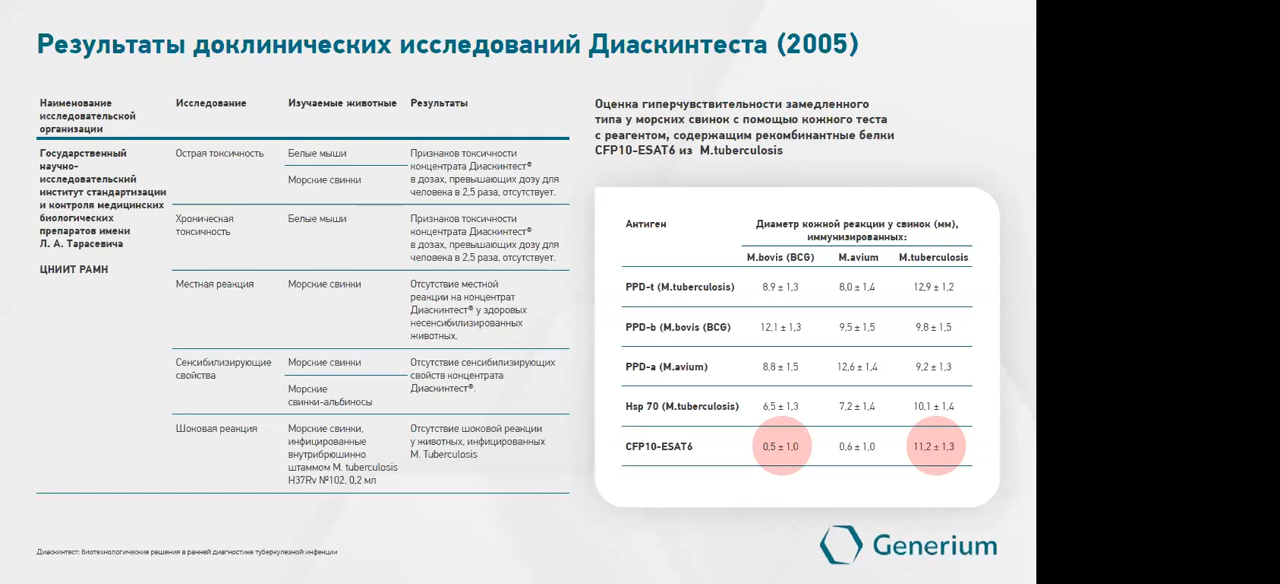 Результаты доклинических исследований Диаскинтеста (2005)
Наименование
исследовательской
организации
Исследование
Изучаемые животные
Результаты
Государственный
научно-
исследовательский
институт стандартизации
и контроля медицинских
биологических
препаратов имени
Л. А. Тарасевича
ЦНИИТ РАМН
Острая токсичность
Белые мыши
Морские свинки
Признаков токсичности
концентрата Диаскинтест®
в дозах, превышающих дозу для
человека в 2,5 раза, отсутствует.
Хроническая
токсичность
Белые мыши
Признаков токсичности
концентрата Диаскинтест®
в дозах, превышающих дозу для
человека в 2,5 раза, отсутствует.
Местная реакция
Морские свинки
Отсутствие местной
реакции на концентрат
Диаскинтест® у здоровых
несенсибилизированных
животных.
Сенсибилизирующие
свойства
Морские свинки
Морские
свинки-альбиносы
Отсутствие сенсибилизирующих
свойств концентрата
Диаскинтест®.
Шоковая реакция
Морские свинки,
инфицированные
внутрибрюшинно
штаммом M. tuberculosis
H37Rv №102, 0,2 мл
Отсутствие шоковой реакции
у животных, инфицированных
M. Tuberculosis
Оценка гиперчувствительности замедленного
типа у морских свинок с помощью кожного теста
с реагентом, содержащим рекомбинантные белки
CFP10-ESAT6 из M.tuberculosis
Антиген
Диаметр кожной реакции у свинок (мм),
иммунизированных:
M.bovis (BCG) M.avium M.tuberculosis
PPD-t (M.tuberculosis) 8,9 ± 1,3 8,0 ± 1,4 12,9 ± 1,2
PPD-b (M.bovis (BCG) 12,1 ± 1,3 9,5 ± 1,5 9,8 ± 1,5
PPD-a (M.avium) 8,8 ± 1,5 12,6 ± 1,4 9,2 ± 1,3
Hsp 70 (M.tuberculosis) 6,5 ± 1,3 7,2 ± 1,4 10,1 ± 1,4
CFP10-ESAT6 0,5 ± 1,0 0,6 ± 1,0 11,2 ± 1,3
Диаскинтест: биотехнологические решения в ранней диагностике туберкулезной инфекции
Generium